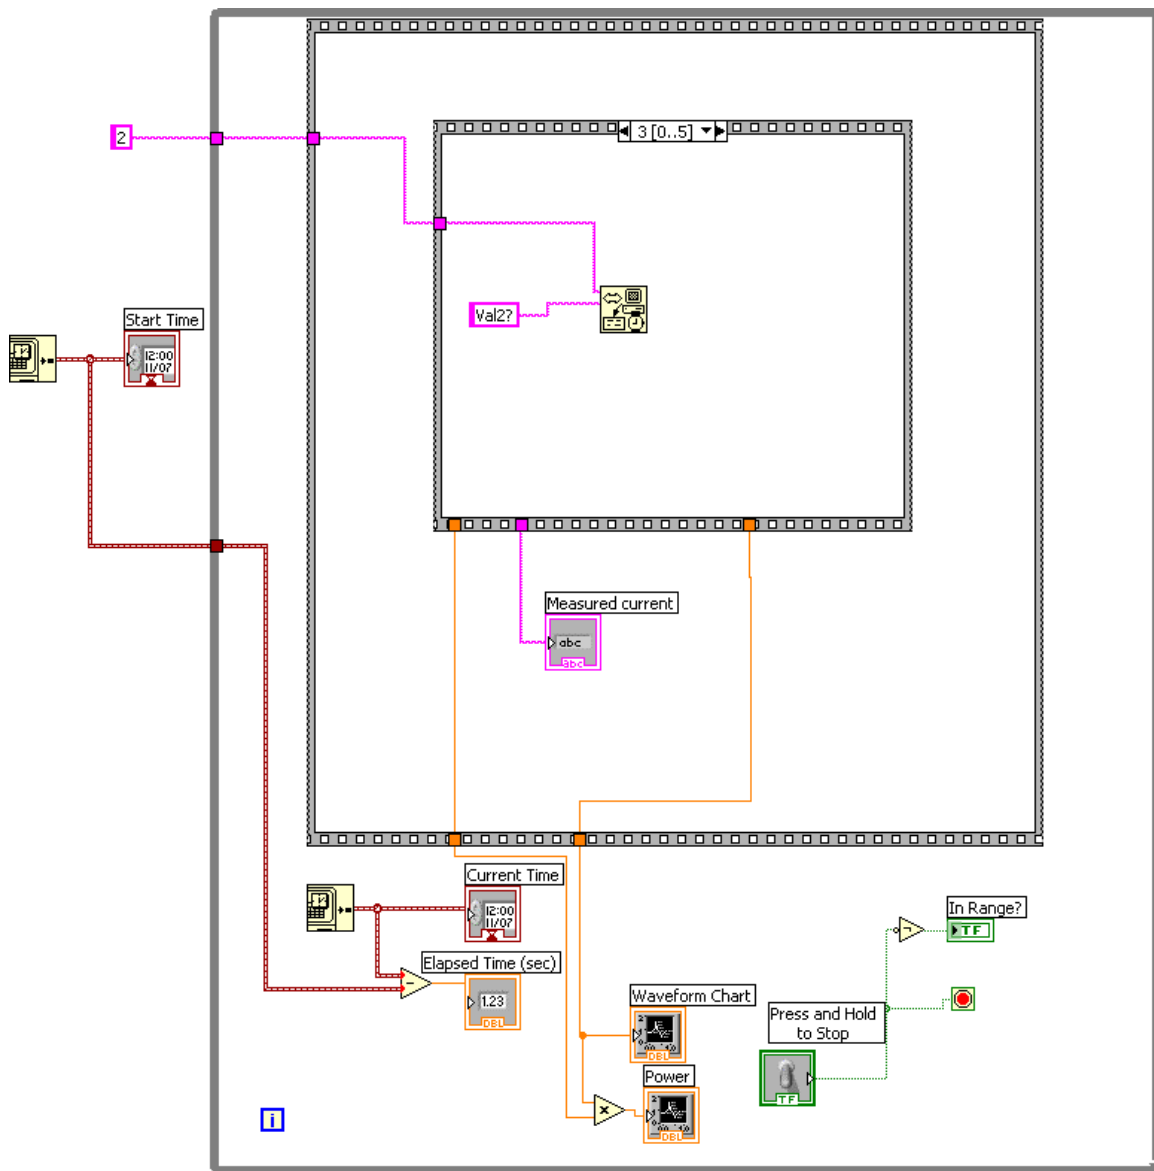 3 [0..5]
2
Val2?
Start Time
12:00
11/07
Measured current
abc
abc
Current Time
12:00
11/07
In Range?
TF
Elapsed Time (sec)
1.23
DBL
Waveform Chart
DBL
Press and Hold
to Stop
TF
Power
DBL
i